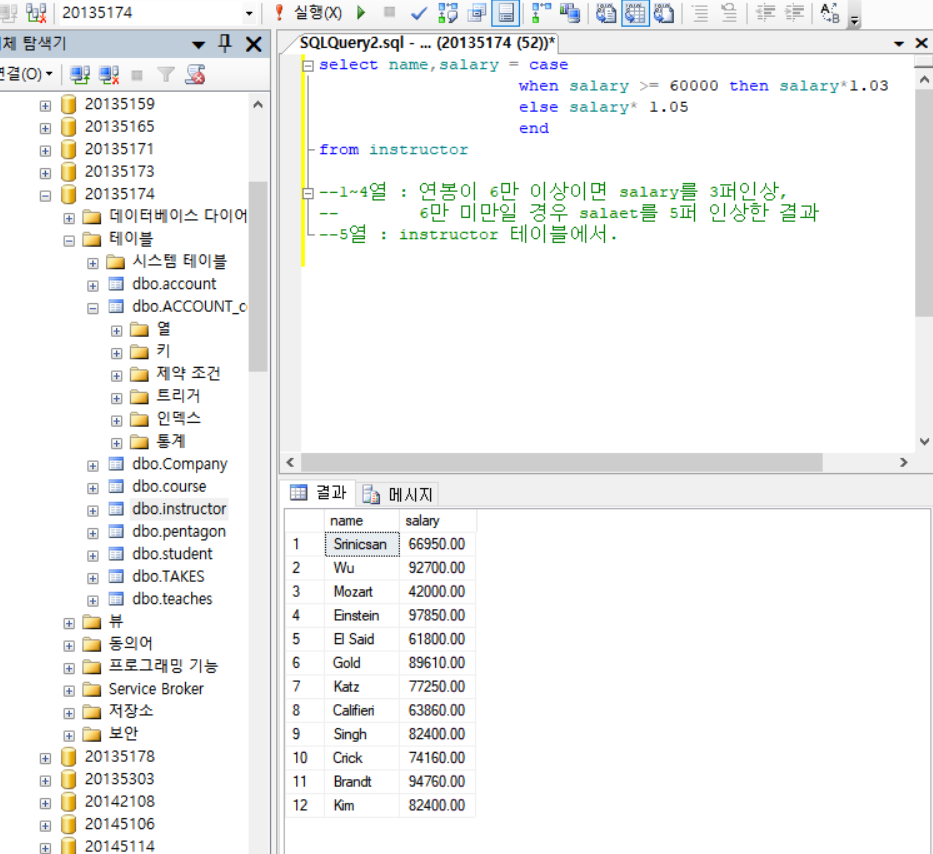 20135174
실행(X)
체 탐색기
연결(O)
20135159
20135165
20135171
20135173
20135174
데이터베이스 다이어
테이블
시스템 테이블
dbo.account
dbo.ACCOUNT_c
열
키
제약 조건
트리거
인덱스
통계
dbo.Company
dbo.course
dbo.instructor
dbo.pentagon
dbo.student
dbo.TAKES
dbo.teaches
뷰
동의어
프로그래밍 기능
Service Broker
저장소
보안
20135178
20135303
20142108
20145106
20145114
SQLQuery2.sql - ... (20135174 (52))*
select name,salary = case
when salary >= 60000 then salary*1.03
else salary* 1.05
end
from instructor
--1~4열 : 연봉이 6만 이상이면 salary를 3퍼인상,
-- 6만 미만일 경우 salaet를 5퍼 인상한 결과
--5열 : instructor 테이블에서.
결과 메시지
name salary
1 Srinicsan 66950.00
2 Wu 92700.00
3 Mozart 42000.00
4 Einstein 97850.00
5 El Said 61800.00
6 Gold 89610.00
7 Katz 77250.00
8 Califieri 63860.00
9 Singh 82400.00
10 Crick 74160.00
11 Brandt 94760.00
12 Kim 82400.00